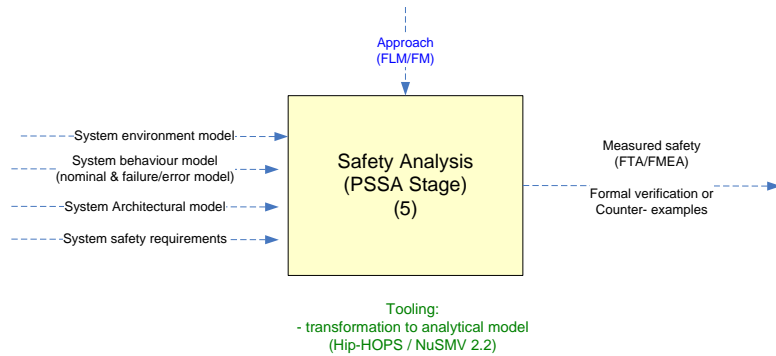 Approach
(FLM/FM)
System environment model
System behaviour model
(nominal & failure/error model)
System Architectural model
System safety requirements
Safety Analysis
(PSSA Stage)
(5)
Measured safety
(FTA/FMEA)
Formal verification or
Counter- examples
Tooling:
- transformation to analytical model
(Hip-HOPS / NuSMV 2.2)